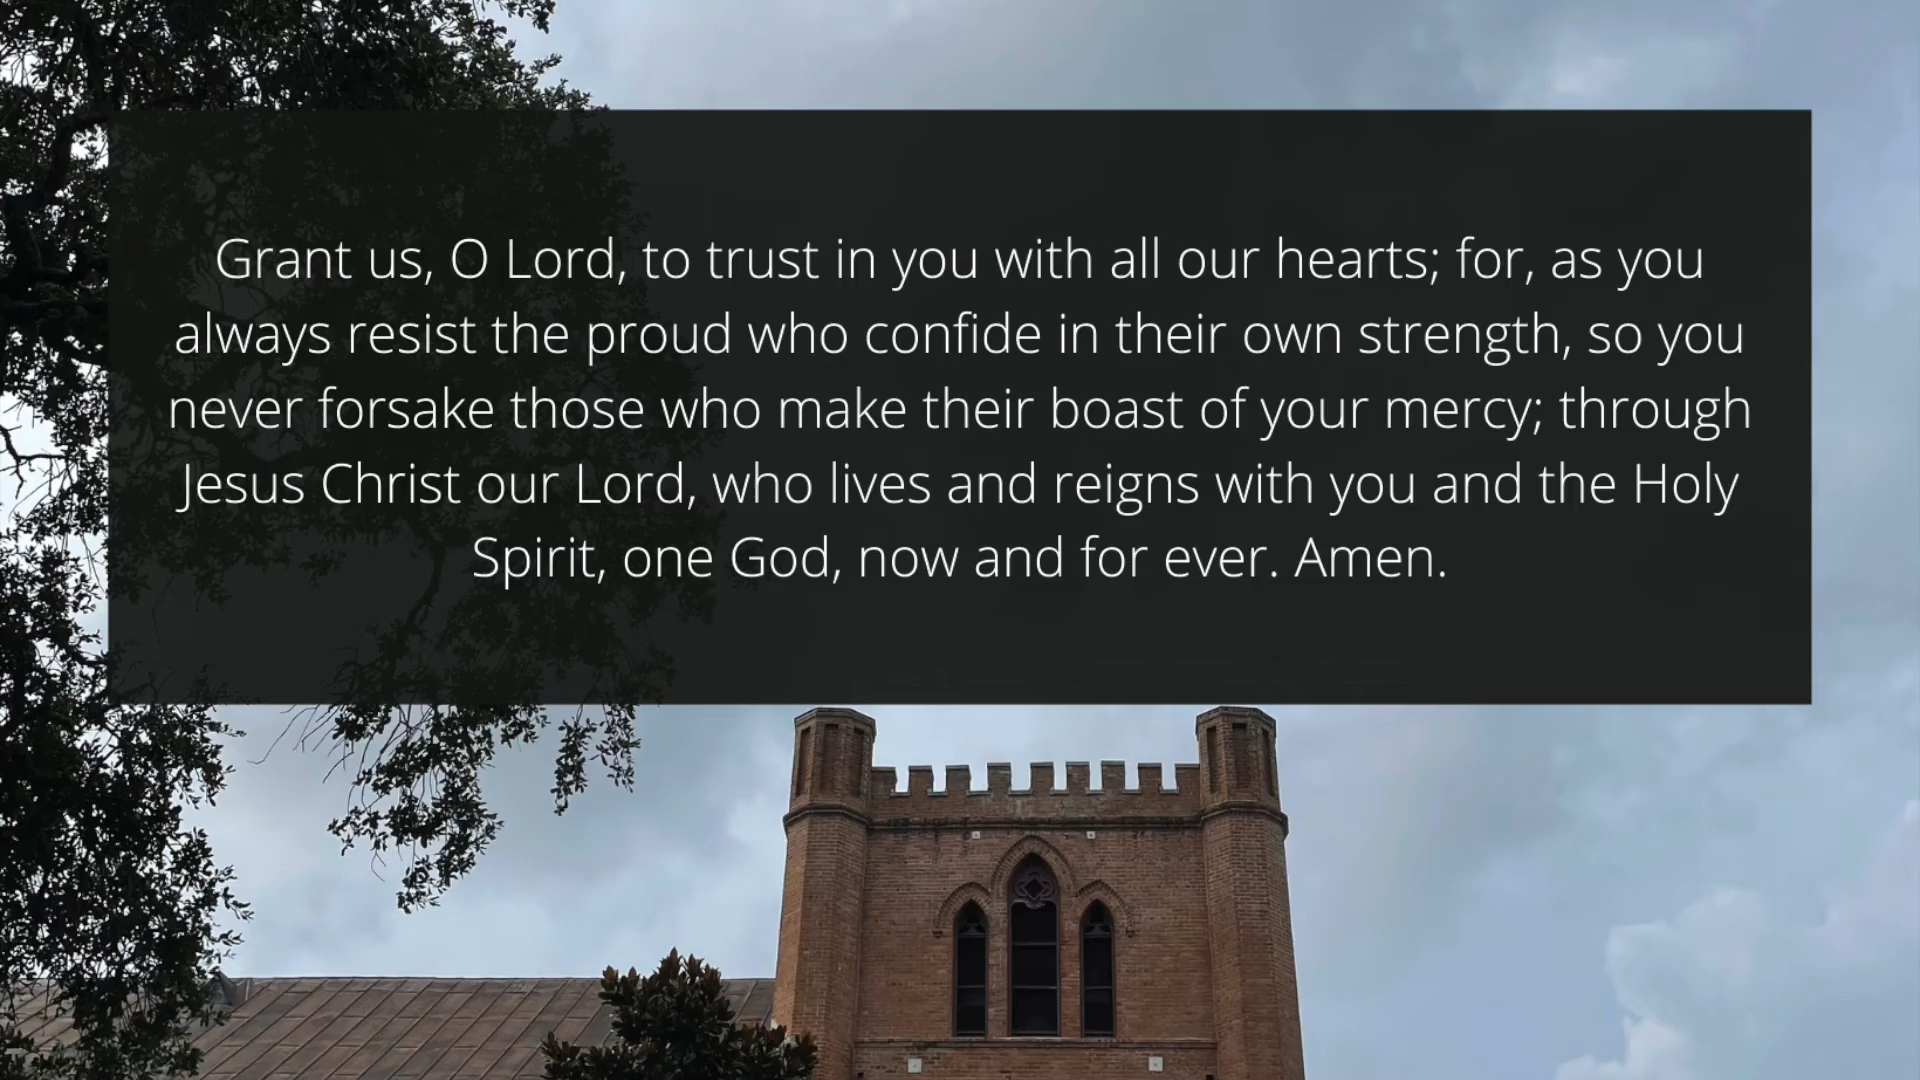 Grant us, O Lord, to trust in you with all our hearts; for, as you
always resist the proud who confide in their own strength, so you
never forsake those who make their boast of your mercy; through
Jesus Christ our Lord, who lives and reigns with you and the Holy
Spirit, one God, now and for ever. Amen.